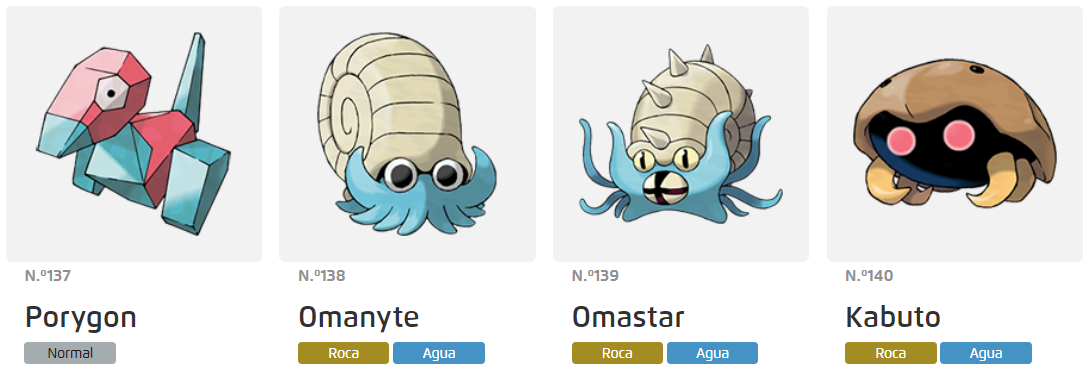 N.º137
Porygon
Normal
N.º138
Omanyte
Roca
Agua
N.º139
Omastar
Roca
Agua
N.º140
Kabuto
Roca
Agua